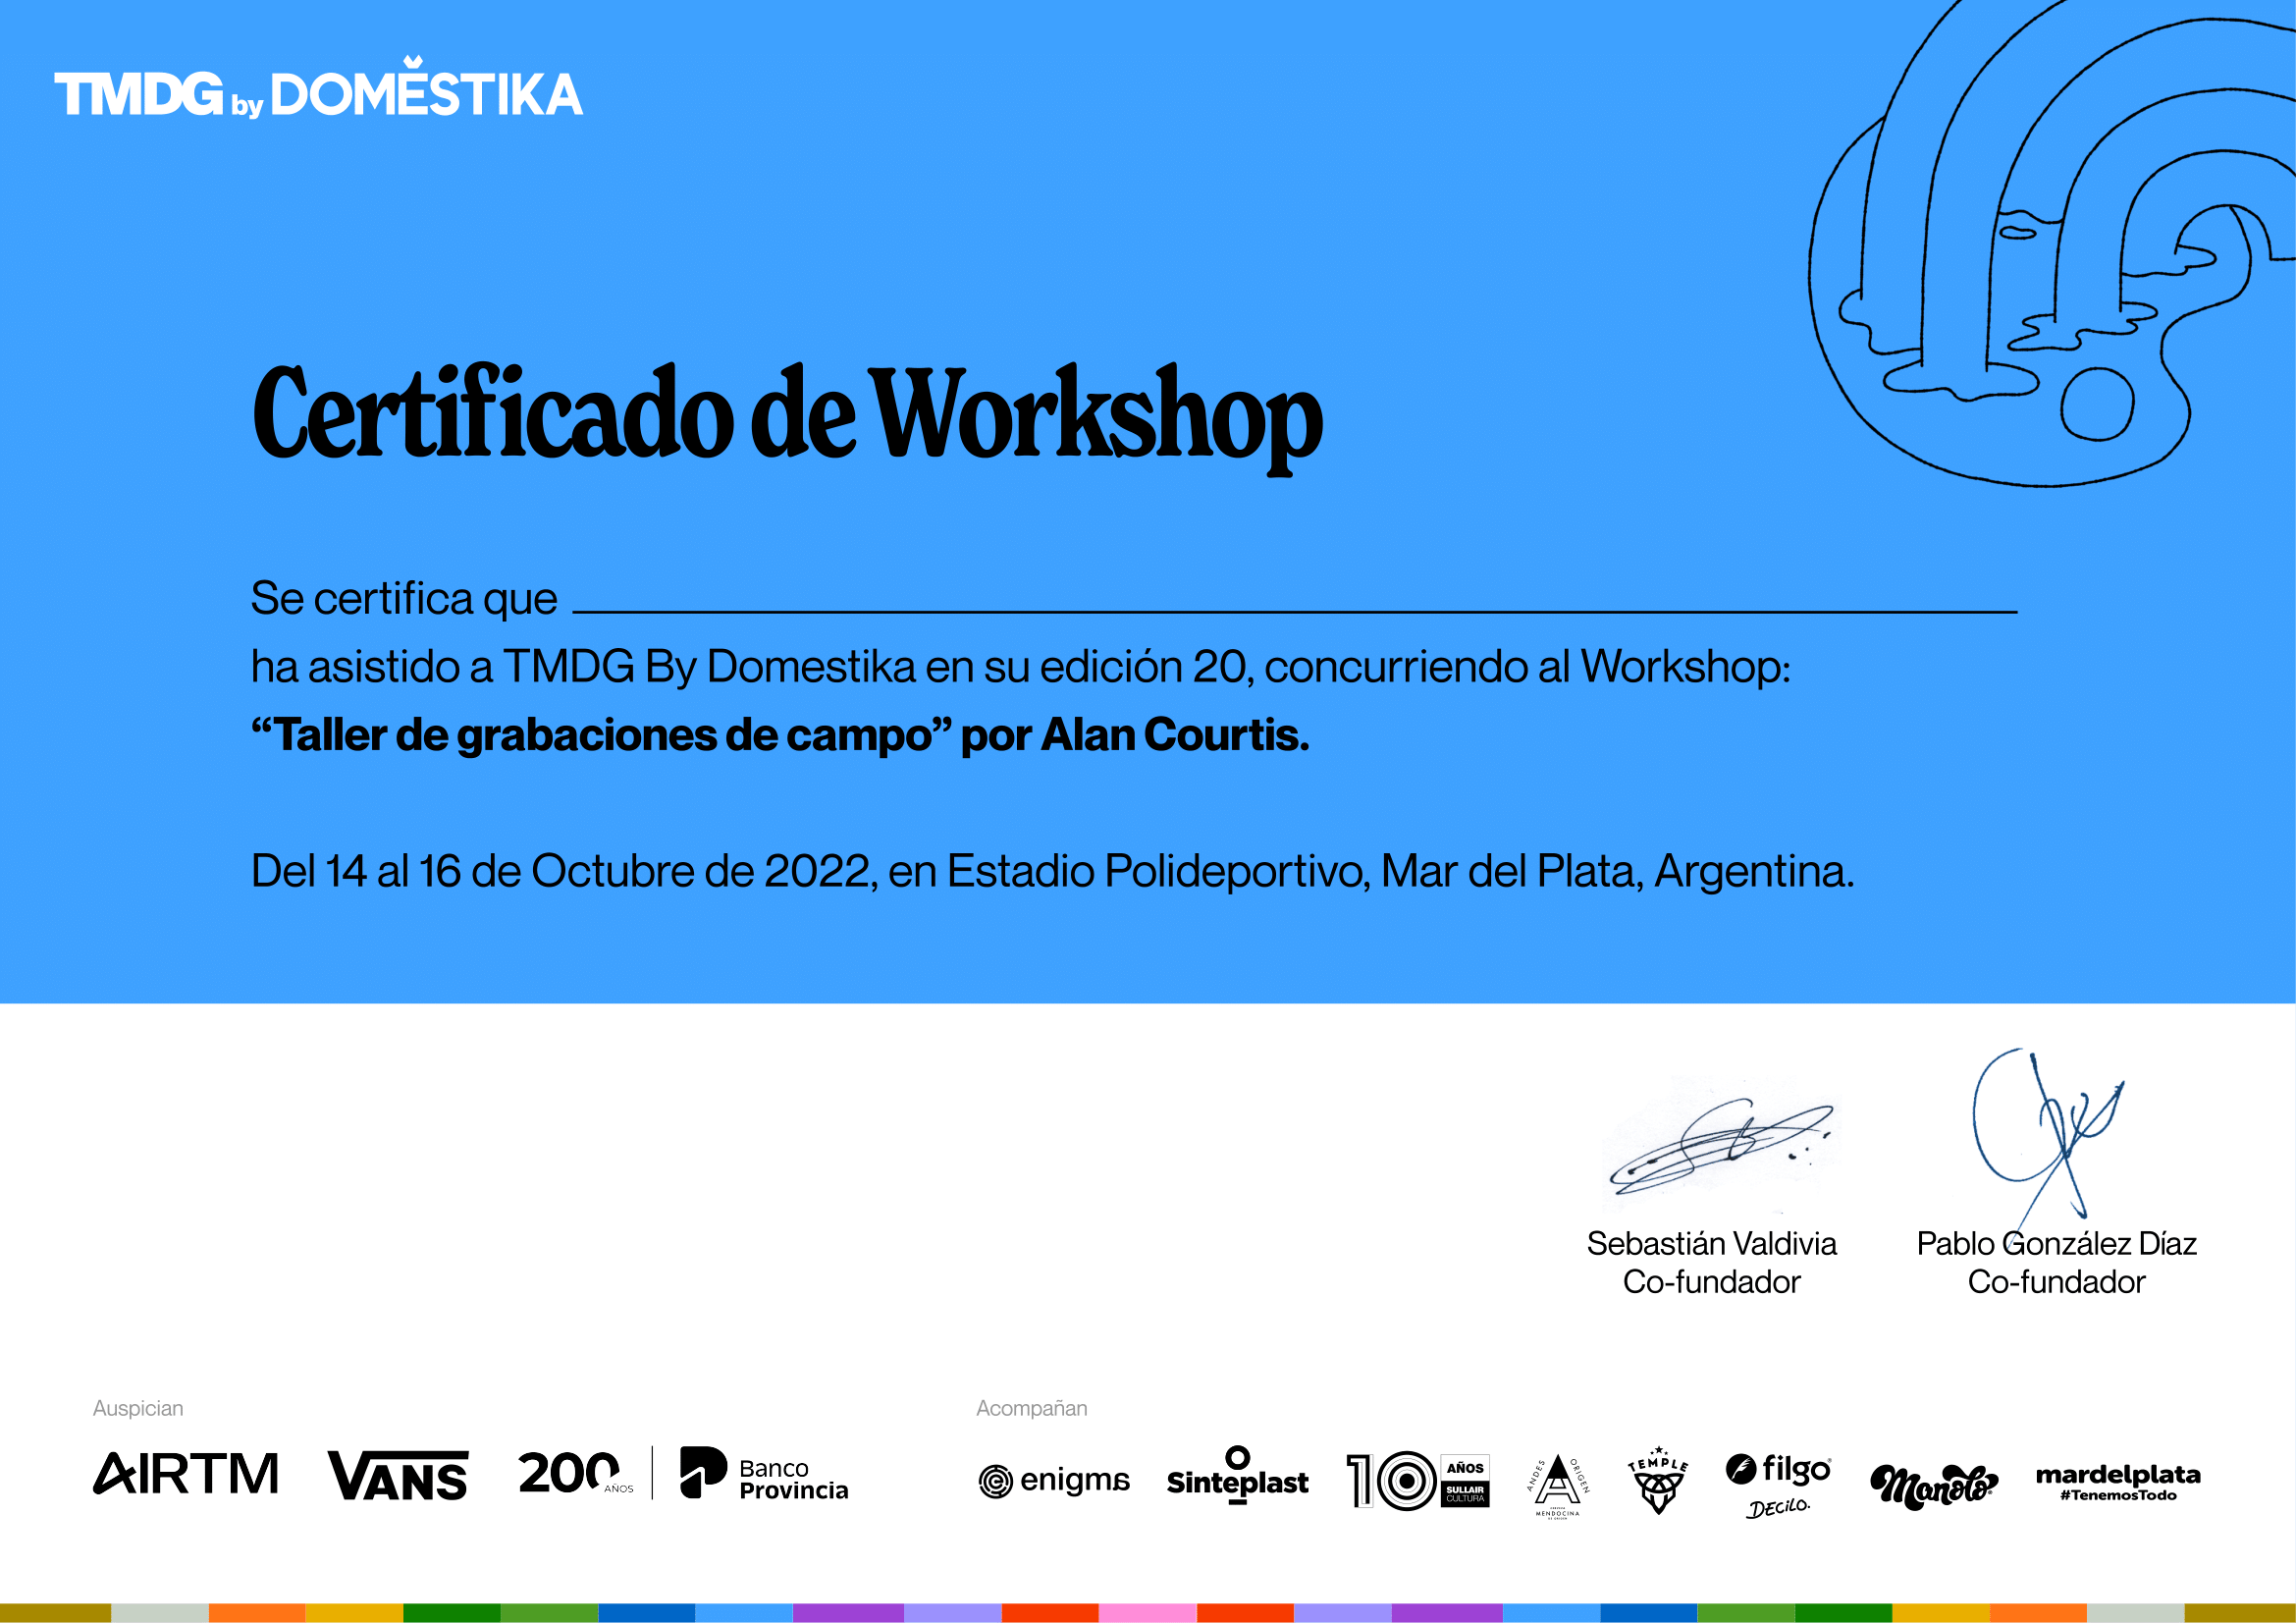 TMDG by DOMĚSTIKA
Certificado de Workshop
Se certifica que
ha asistido a TMDG By Domestika en su edición 20, concurriendo al Workshop:
“Taller de grabaciones de campo” por Alan Courtis.
Del 14 al 16 de Octubre de 2022, en Estadio Polideportivo, Mar del Plata, Argentina.
Sebastián Valdivia
Co-fundador
Pablo González Díaz
Co-fundador
Auspician
AIRTM
VANS
200 AÑOS
Banco
Provincia
Acompañan
enigma
Sinteplast
10 AÑOS
SULLAIR
CULTURA
ANDES ORIGEN
A
MENDOCINA
TEMPLE
filgo
DECILO.
Manolo
mardelplata
#TenemosTodo